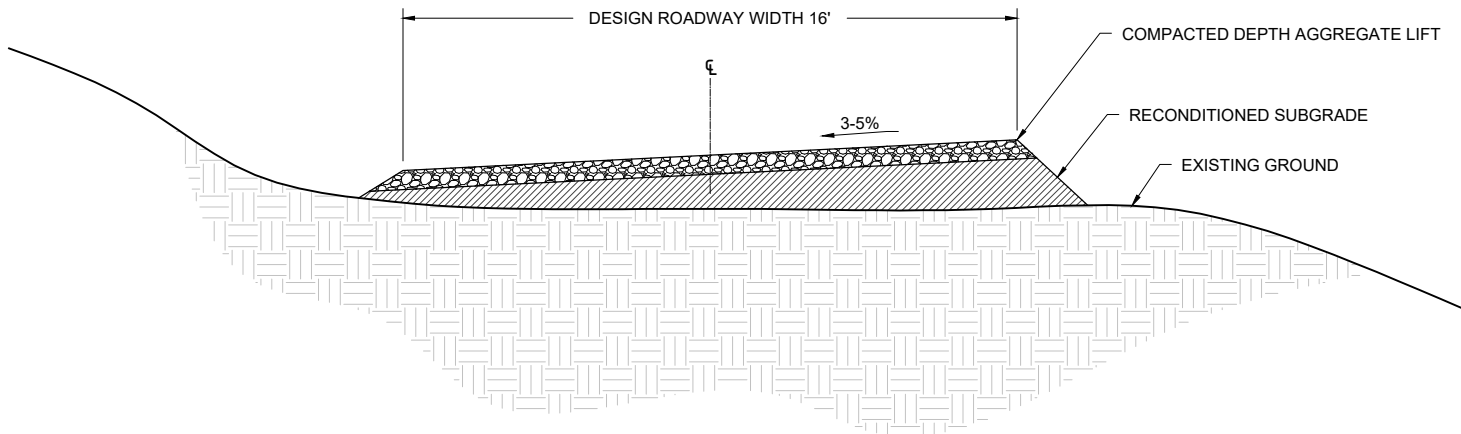 DESIGN ROADWAY WIDTH 16'
COMPACTED DEPTH AGGREGATE LIFT
℄
3-5%
RECONDITIONED SUBGRADE
EXISTING GROUND